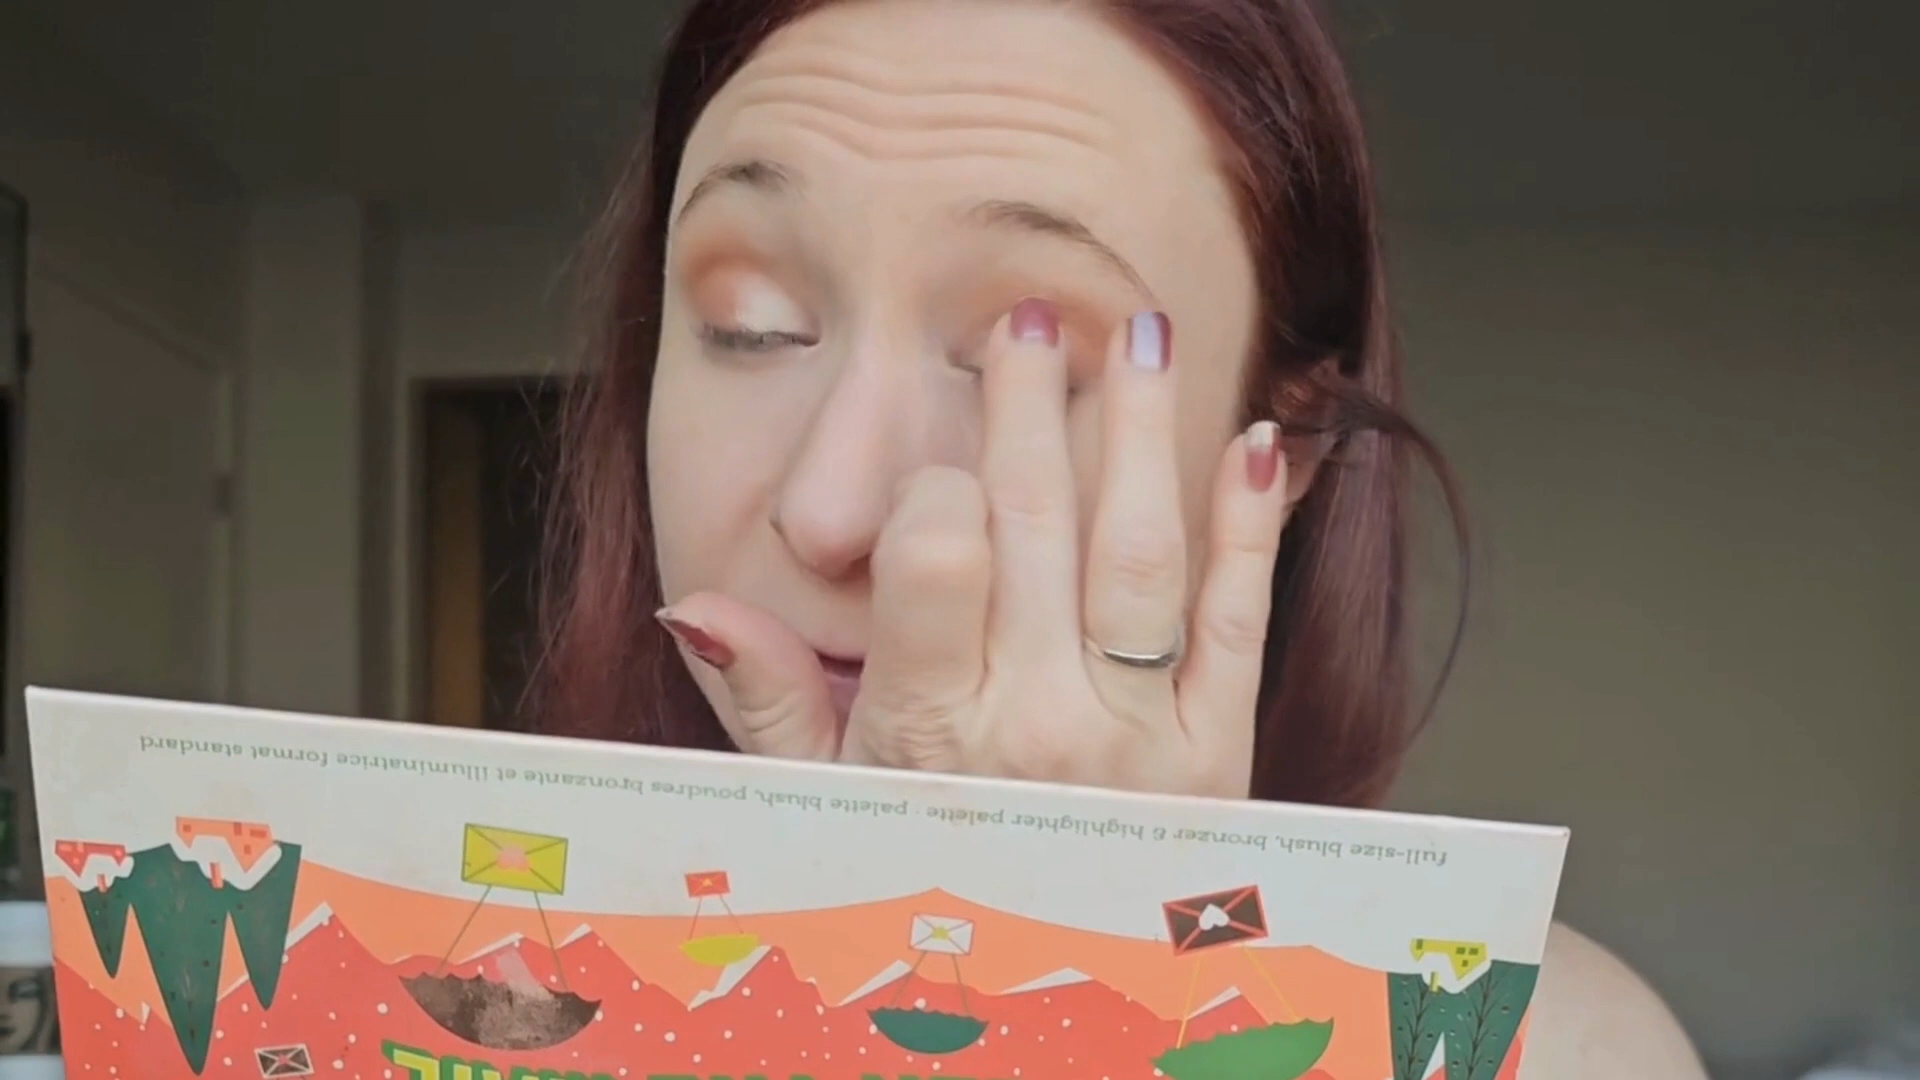 full-size blush, bronzer & highlighter palette · palette blush, poudres bronzante et illuminatrice format standard